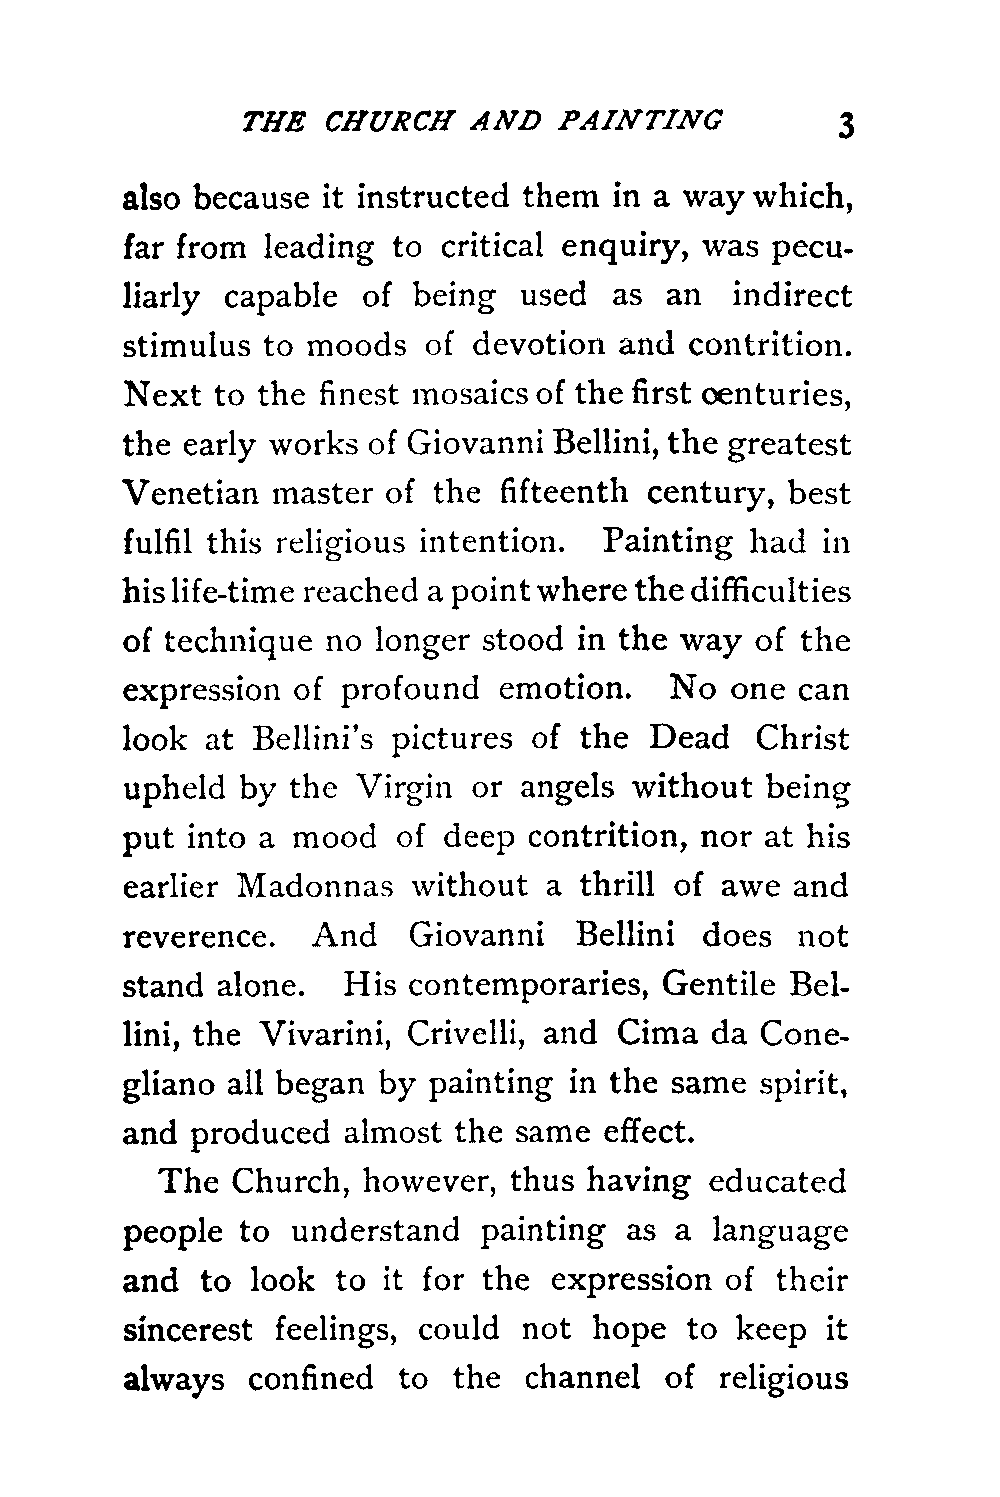 THE CHURCH AND PAINTING 3
also because it instructed them in a way which,
far from leading to critical enquiry, was pecu-
liarly capable of being used as an indirect
stimulus to moods of devotion and contrition.
Next to the finest mosaics of the first centuries,
the early works of Giovanni Bellini, the greatest
Venetian master of the fifteenth century, best
fulfil this religious intention. Painting had in
his life-time reached a point where the difficulties
of technique no longer stood in the way of the
expression of profound emotion. No one can
look at Bellini's pictures of the Dead Christ
upheld by the Virgin or angels without being
put into a mood of deep contrition, nor at his
earlier Madonnas without a thrill of awe and
reverence. And Giovanni Bellini does not
stand alone. His contemporaries, Gentile Bel-
lini, the Vivarini, Crivelli, and Cima da Cone-
gliano all began by painting in the same spirit,
and produced almost the same effect.
The Church, however, thus having educated
people to understand painting as a language
and to look to it for the expression of their
sincerest feelings, could not hope to keep it
always confined to the channel of religious